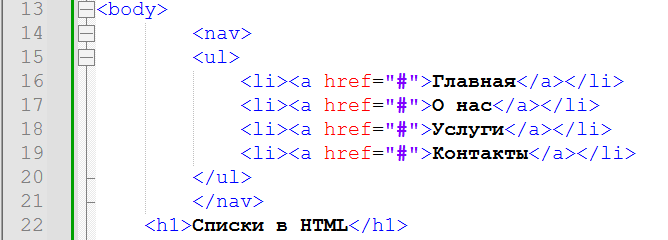 13 <body>
14 <nav>
15 <ul>
16 <li><a href="#">Главная</a></li>
17 <li><a href="#">О нас</a></li>
18 <li><a href="#">Услуги</a></li>
19 <li><a href="#">Контакты</a></li>
20 </ul>
21 </nav>
22 <h1>Списки в HTML</h1>